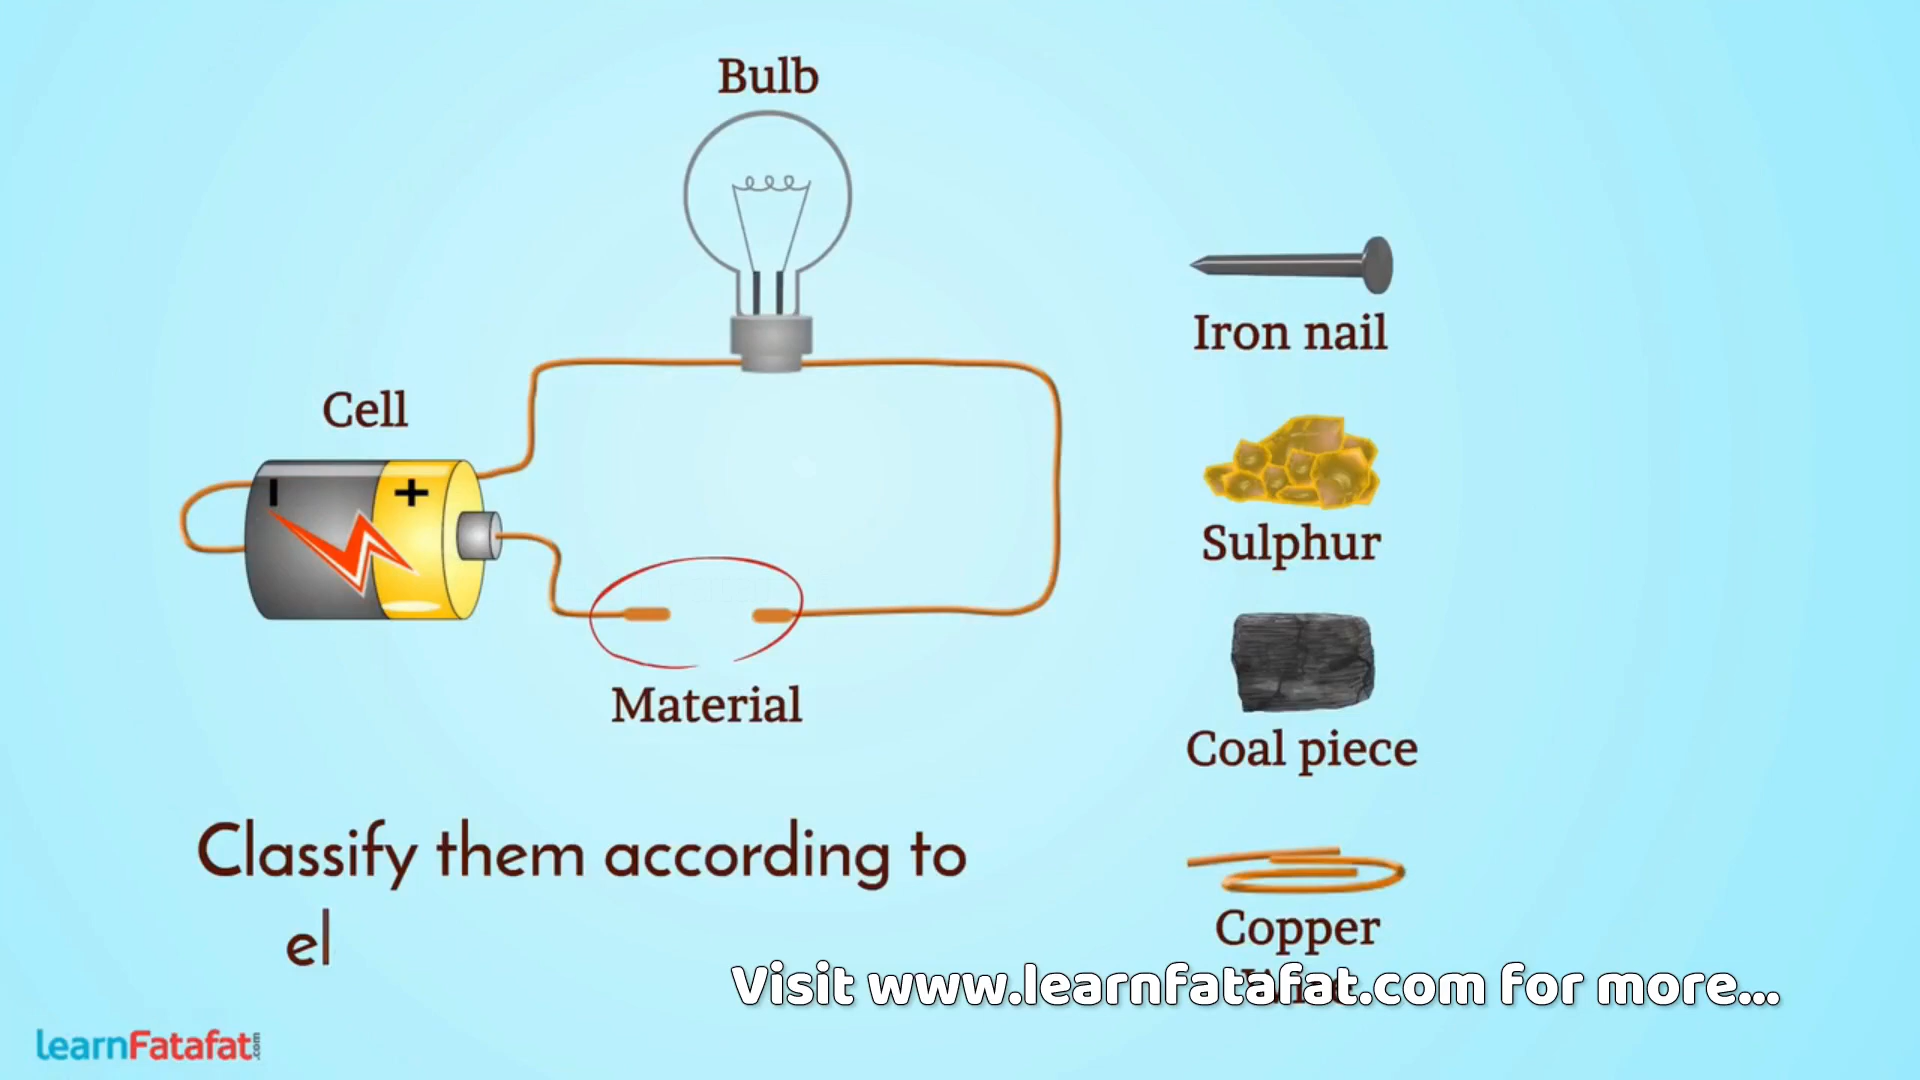 Bulb
Cell
- +
Material
Iron nail
Sulphur
Coal piece
Copper
Classify them according to
el
Visit www.learnfatafat.com for more...
learnFatafat.com